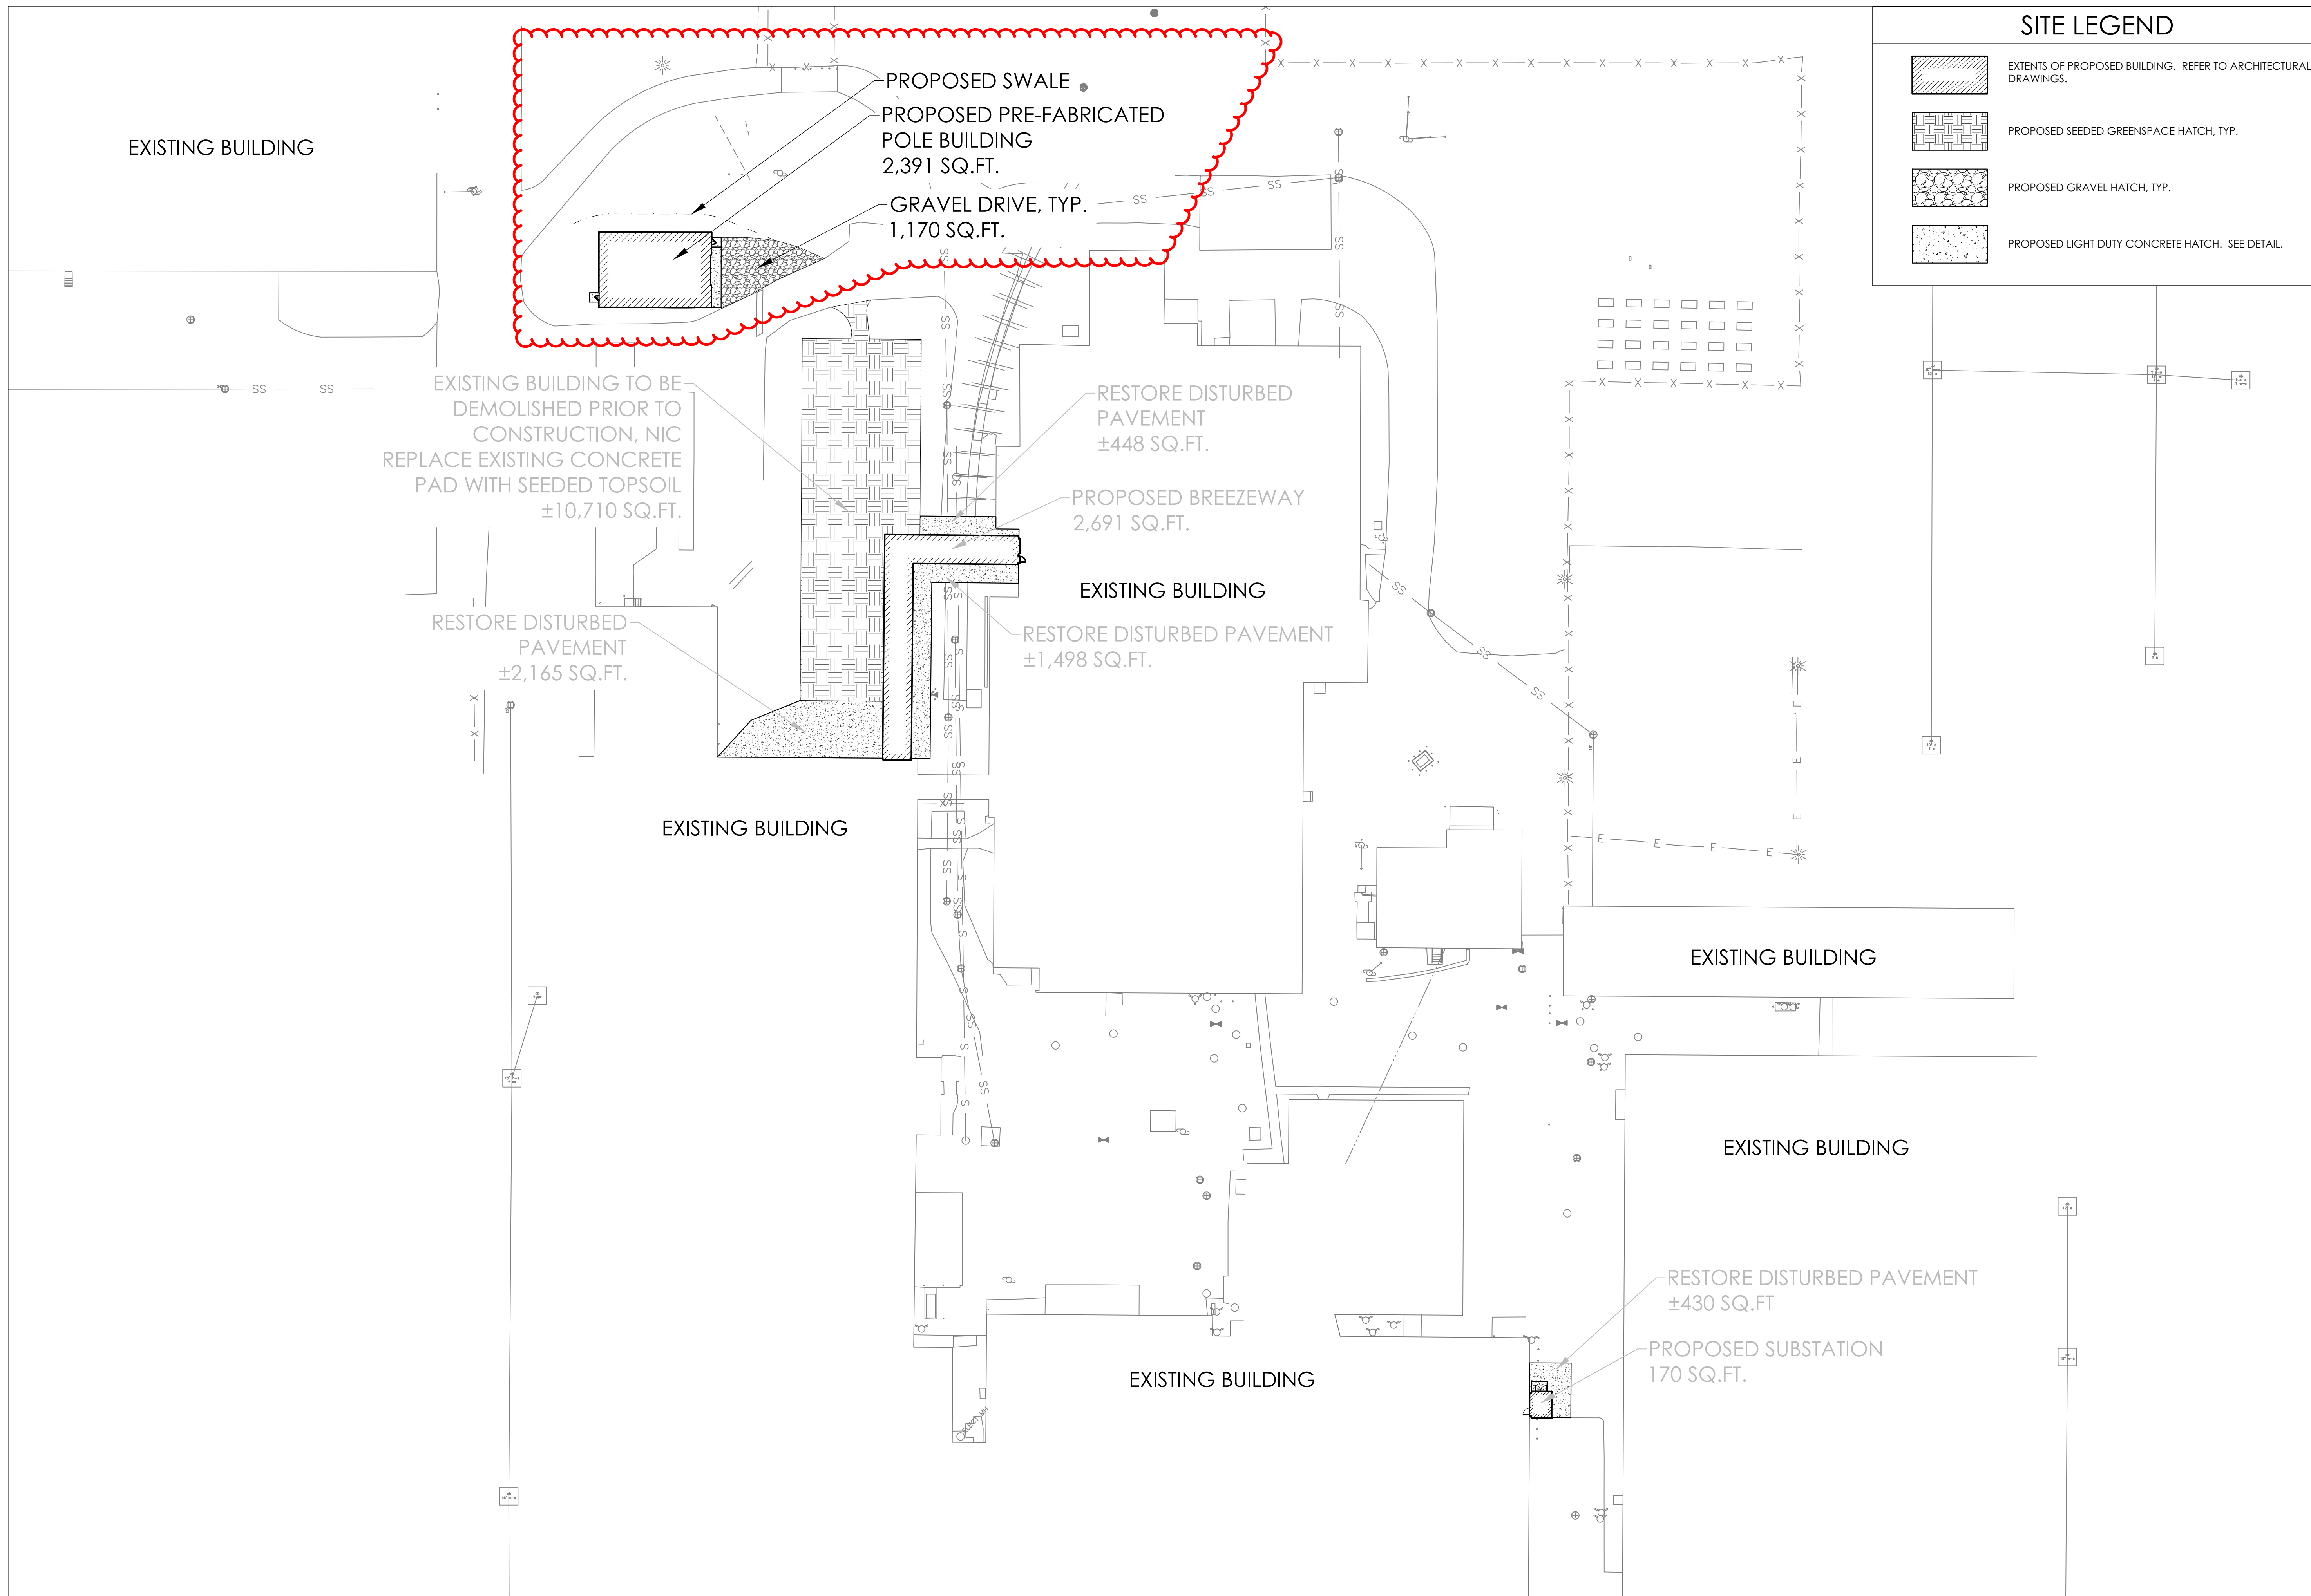 SITE LEGEND
EXTENTS OF PROPOSED BUILDING. REFER TO ARCHITECTURAL
DRAWINGS.
PROPOSED SEEDED GREENSPACE HATCH, TYP.
PROPOSED GRAVEL HATCH, TYP.
PROPOSED LIGHT DUTY CONCRETE HATCH. SEE DETAIL.
PROPOSED SWALE
PROPOSED PRE-FABRICATED
POLE BUILDING
2,391 SQ.FT.
GRAVEL DRIVE, TYP.
1,170 SQ.FT.
EXISTING BUILDING
EXISTING BUILDING TO BE
DEMOLISHED PRIOR TO
CONSTRUCTION, NIC
REPLACE EXISTING CONCRETE
PAD WITH SEEDED TOPSOIL
±10,710 SQ.FT.
RESTORE DISTURBED
PAVEMENT
±448 SQ.FT.
PROPOSED BREEZEWAY
2,691 SQ.FT.
EXISTING BUILDING
RESTORE DISTURBED PAVEMENT
±1,498 SQ.FT.
RESTORE DISTURBED
PAVEMENT
±2,165 SQ.FT.
EXISTING BUILDING
EXISTING BUILDING
EXISTING BUILDING
RESTORE DISTURBED PAVEMENT
±430 SQ.FT
PROPOSED SUBSTATION
170 SQ.FT.
EXISTING BUILDING
ELECT. MH